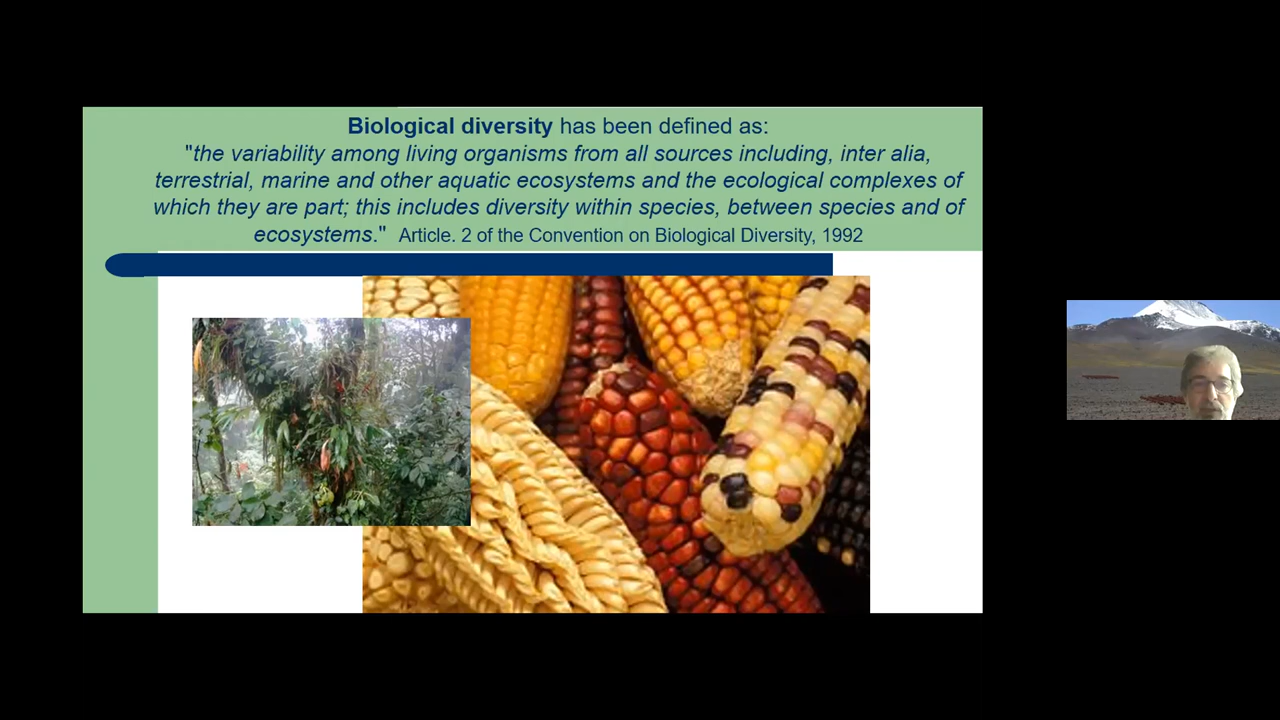 Biological diversity has been defined as:
"the variability among living organisms from all sources including, inter alia,
terrestrial, marine and other aquatic ecosystems and the ecological complexes of
which they are part; this includes diversity within species, between species and of
ecosystems." Article. 2 of the Convention on Biological Diversity, 1992